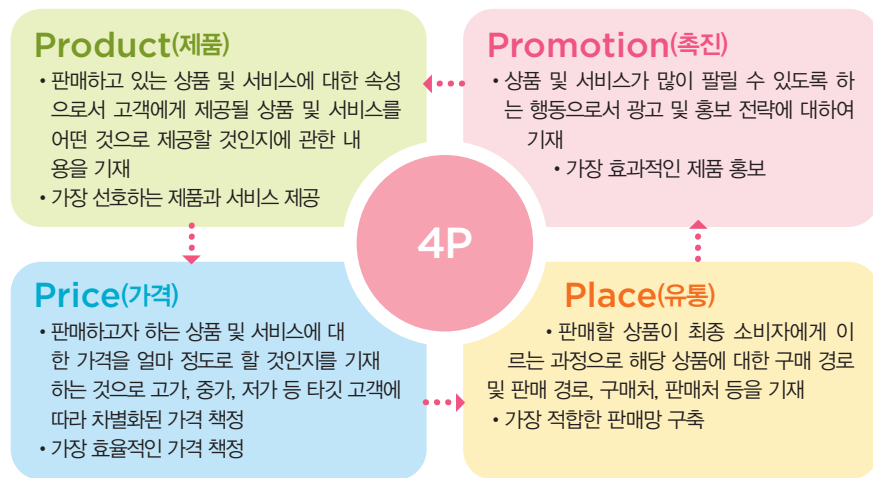 Product(제품)
• 판매하고 있는 상품 및 서비스에 대한 속성
으로서 고객에게 제공될 상품 및 서비스를
어떤 것으로 제공할 것인지에 관한 내
용을 기재
• 가장 선호하는 제품과 서비스 제공
Promotion(촉진)
• 상품 및 서비스가 많이 팔릴 수 있도록 하
는 행동으로서 광고 및 홍보 전략에 대하여
기재
• 가장 효과적인 제품 홍보
4P
Price(가격)
• 판매하고자 하는 상품 및 서비스에 대
한 가격을 얼마 정도로 할 것인지를 기재
하는 것으로 고가, 중가, 저가 등 타깃 고객에
따라 차별화된 가격 책정
• 가장 효율적인 가격 책정
Place(유통)
• 판매할 상품이 최종 소비자에게 이
르는 과정으로 해당 상품에 대한 구매 경로
및 판매 경로, 구매처, 판매처 등을 기재
• 가장 적합한 판매망 구축